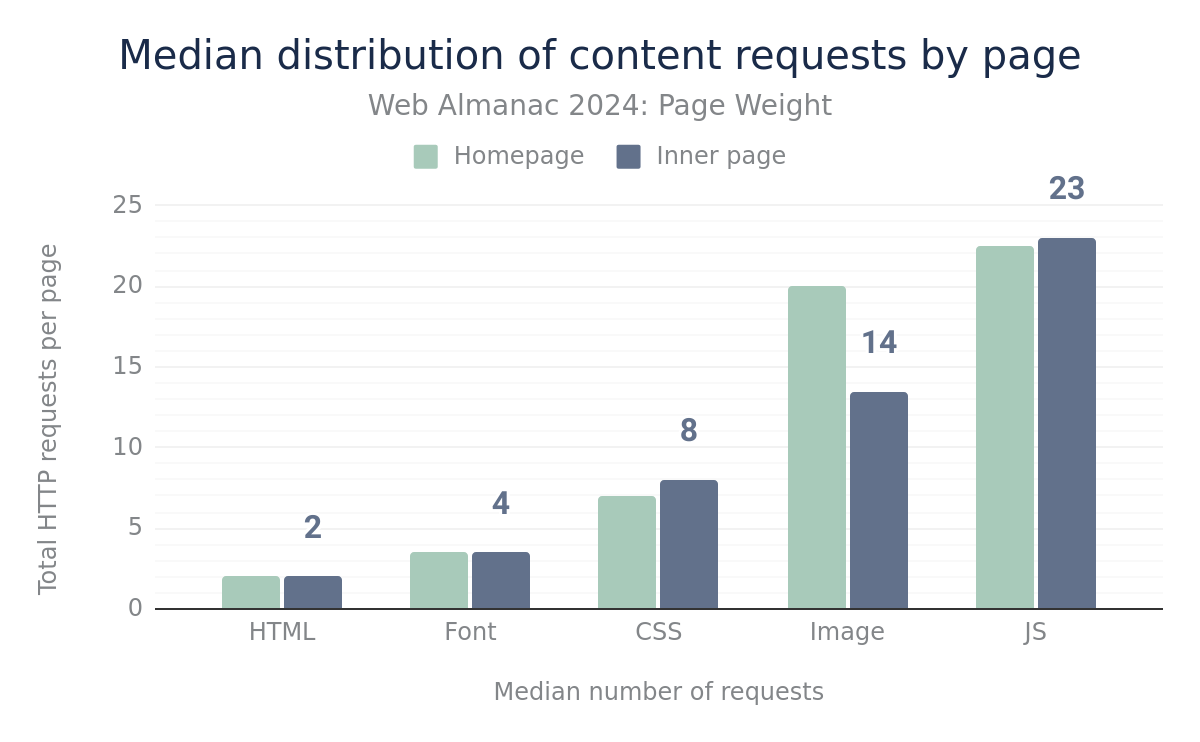 Median distribution of content requests by page
Web Almanac 2024: Page Weight
Homepage Inner page
25
20
15
10
5
0
Total HTTP requests per page
2
4
8
14
23
HTML Font CSS Image JS
Median number of requests